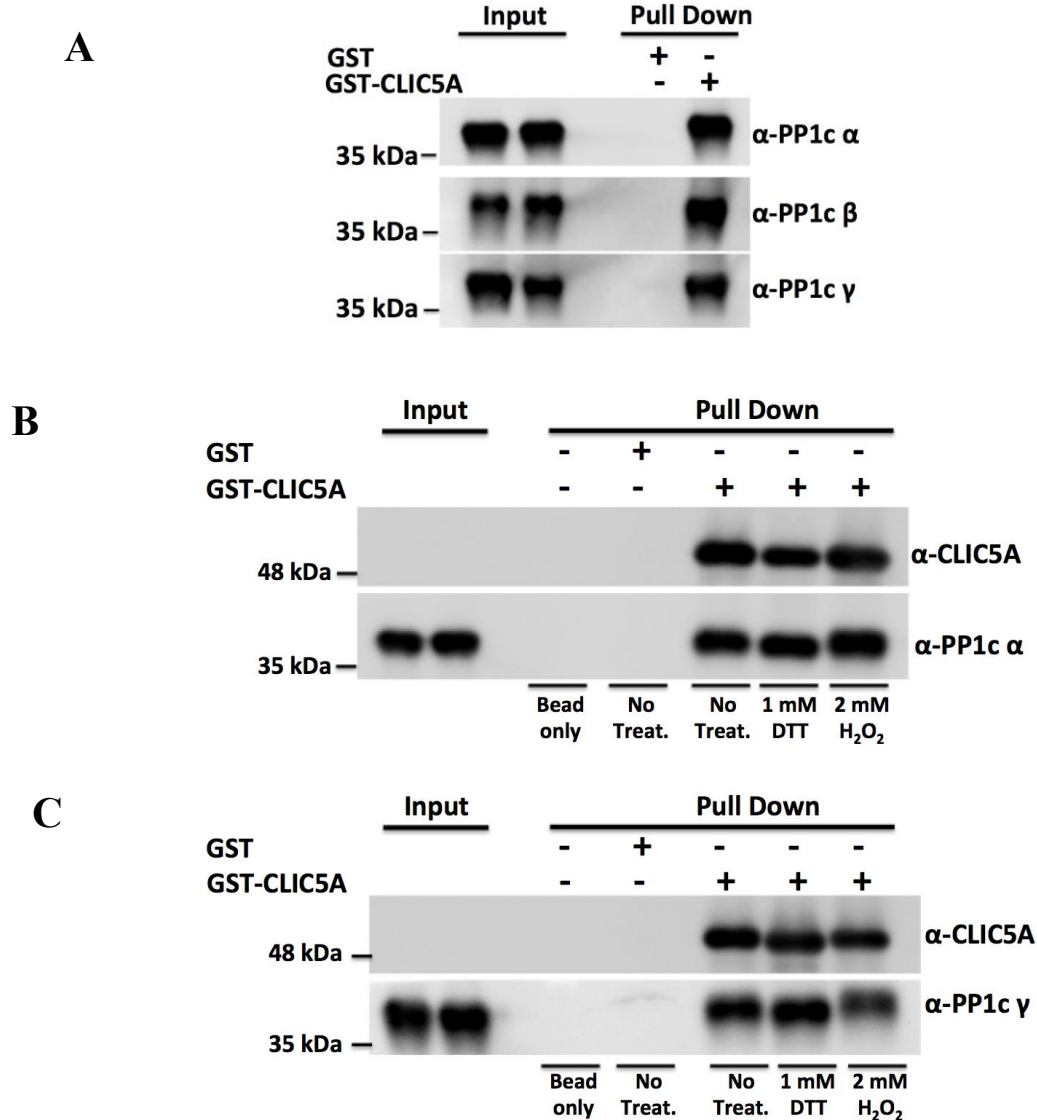 A
Input Pull Down
GST + -
GST-CLIC5A - +
35 kDa α-PP1c α
35 kDa α-PP1c β
35 kDa α-PP1c γ
B
Input Pull Down
GST - + - - -
GST-CLIC5A - - + + +
48 kDa α-CLIC5A
35 kDa α-PP1c α
Bead No No 1 mM 2 mM
only Treat. Treat. DTT H₂O₂
C
Input Pull Down
GST - + - - -
GST-CLIC5A - - + + +
48 kDa α-CLIC5A
35 kDa α-PP1c γ
Bead No No 1 mM 2 mM
only Treat. Treat. DTT H₂O₂